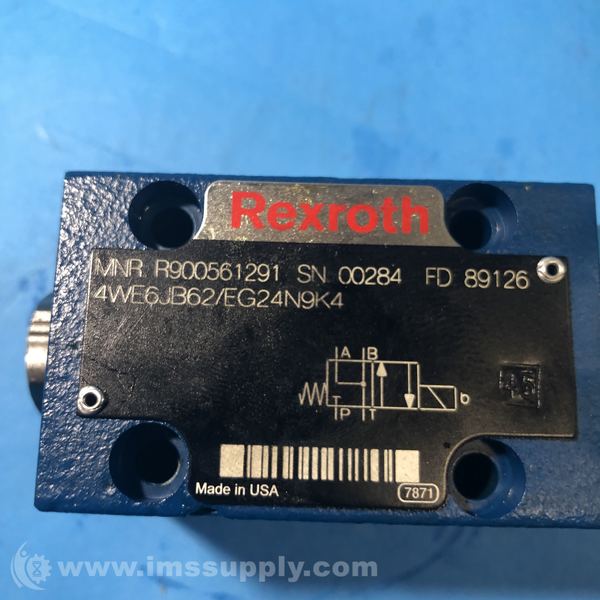 Rexroth
MNR R900561291 SN 00284 FD 89126
4WE6JB62/EG24N9K4
A B
b
P T
Made in USA
7871
www.imssupply.com